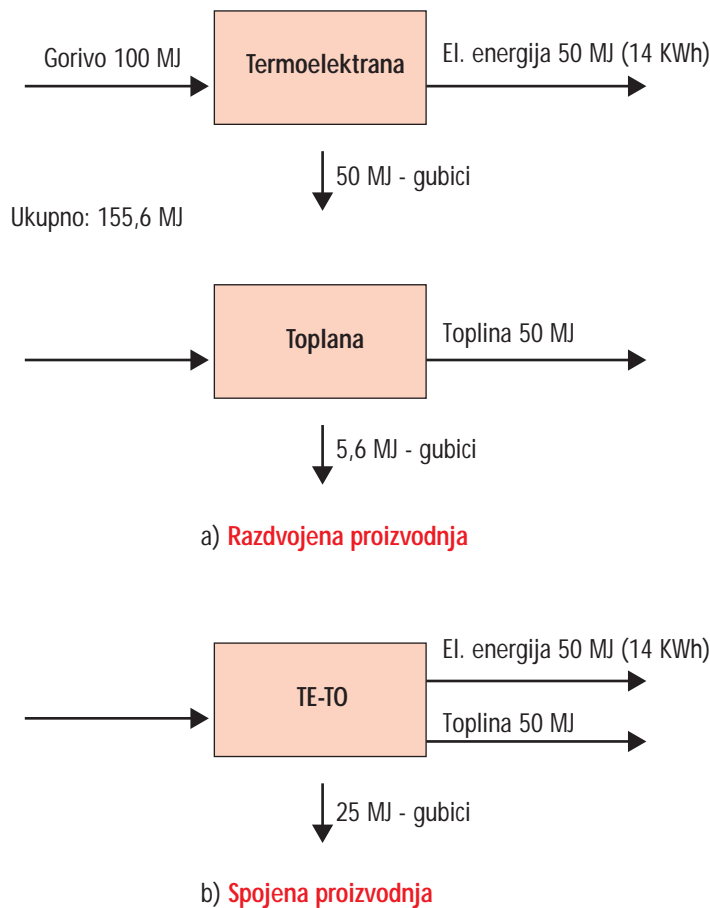 Gorivo 100 MJ
Termoelektrana
El. energija 50 MJ (14 KWh)
50 MJ - gubici
Ukupno: 155,6 MJ
Toplana
Toplina 50 MJ
5,6 MJ - gubici
a) Razdvojena proizvodnja
El. energija 50 MJ (14 KWh)
TE-TO
Toplina 50 MJ
25 MJ - gubici
b) Spojena proizvodnja